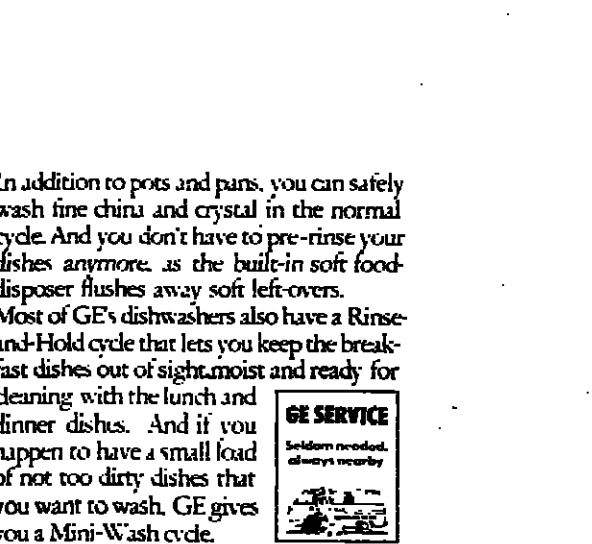 In addition to pots and pans, you can safely
wash fine china and crystal in the normal
cycle. And you don't have to pre-rinse your
dishes anymore, as the built-in soft food-
disposer flushes away soft left-overs.
Most of GE's dishwashers also have a Rinse-
and-Hold cycle that lets you keep the break-
fast dishes out of sight, moist and ready for
cleaning with the lunch and
dinner dishes. And if you
happen to have a small load
of not too dirty dishes that
you want to wash, GE gives
you a Mini-Wash cycle.
GE SERVICE
Seldom needed,
always nearby